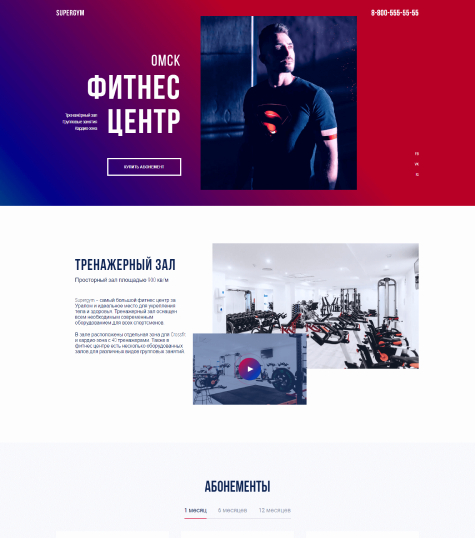 SUPERGYM
8-800-555-55-55
ОМСК
ФИТНЕС
ЦЕНТР
Тренажёрный зал
Групповые занятия
Кардио зона
КУПИТЬ АБОНЕМЕНТ
ТРЕНАЖЕРНЫЙ ЗАЛ
Просторный зал площадью 900 кв/м
Supergym – самый большой фитнес центр за
Уралом и идеальное место для укрепления
тела и здоровья. Тренажерный зал оснащен
всем необходимым современным
оборудованием для всех спортсменов.
В зале расположены отдельная зона для Crossfit
и кардио-зона с 40 тренажерами. Также в
фитнес центре есть несколько оборудованных
залов для различных видов групповых занятий.
АБОНЕМЕНТЫ
1 месяц
6 месяцев
12 месяцев